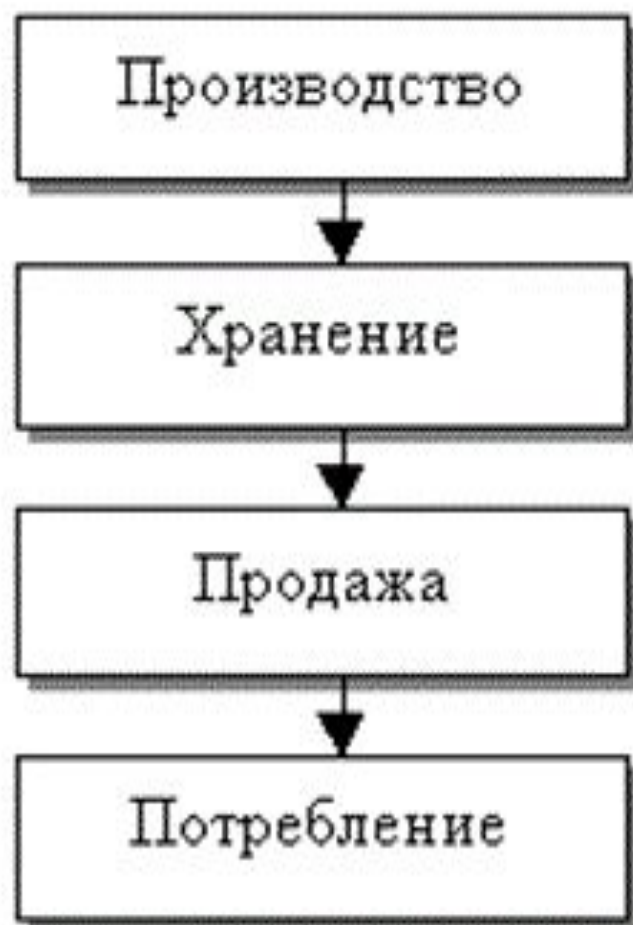 Производство
Хранение
Продажа
Потребление